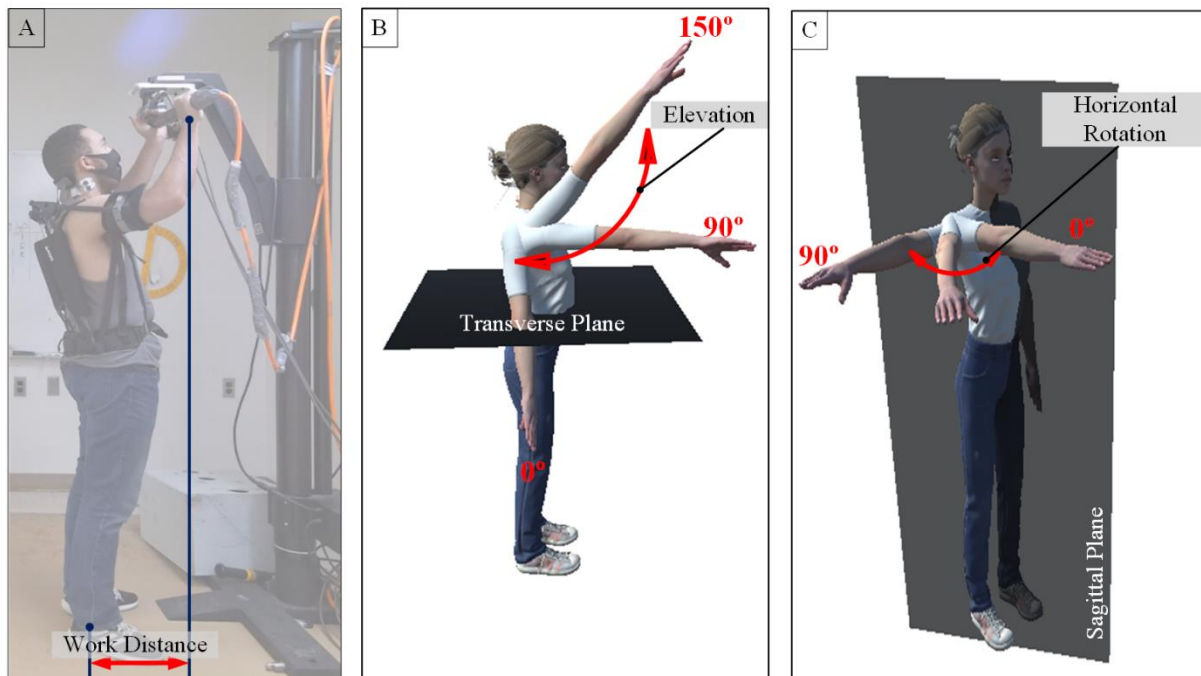 A
Work Distance
B
150º
Elevation
90º
Transverse Plane
0º
C
Horizontal
Rotation
0º
90º
Sagittal Plane